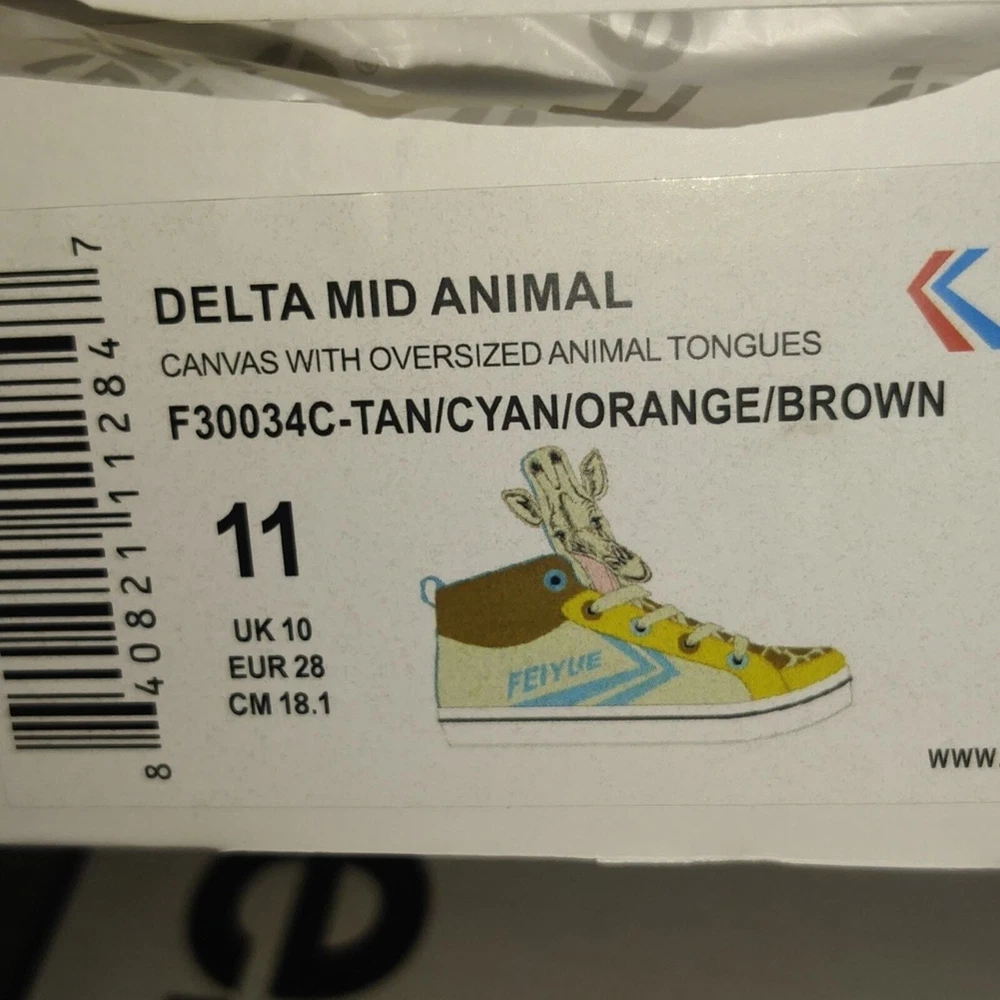 DELTA MID ANIMAL
CANVAS WITH OVERSIZED ANIMAL TONGUES
F30034C-TAN/CYAN/ORANGE/BROWN
11
UK 10
EUR 28
CM 18.1
FEIYUE
www.
8 40821 11284 7
e